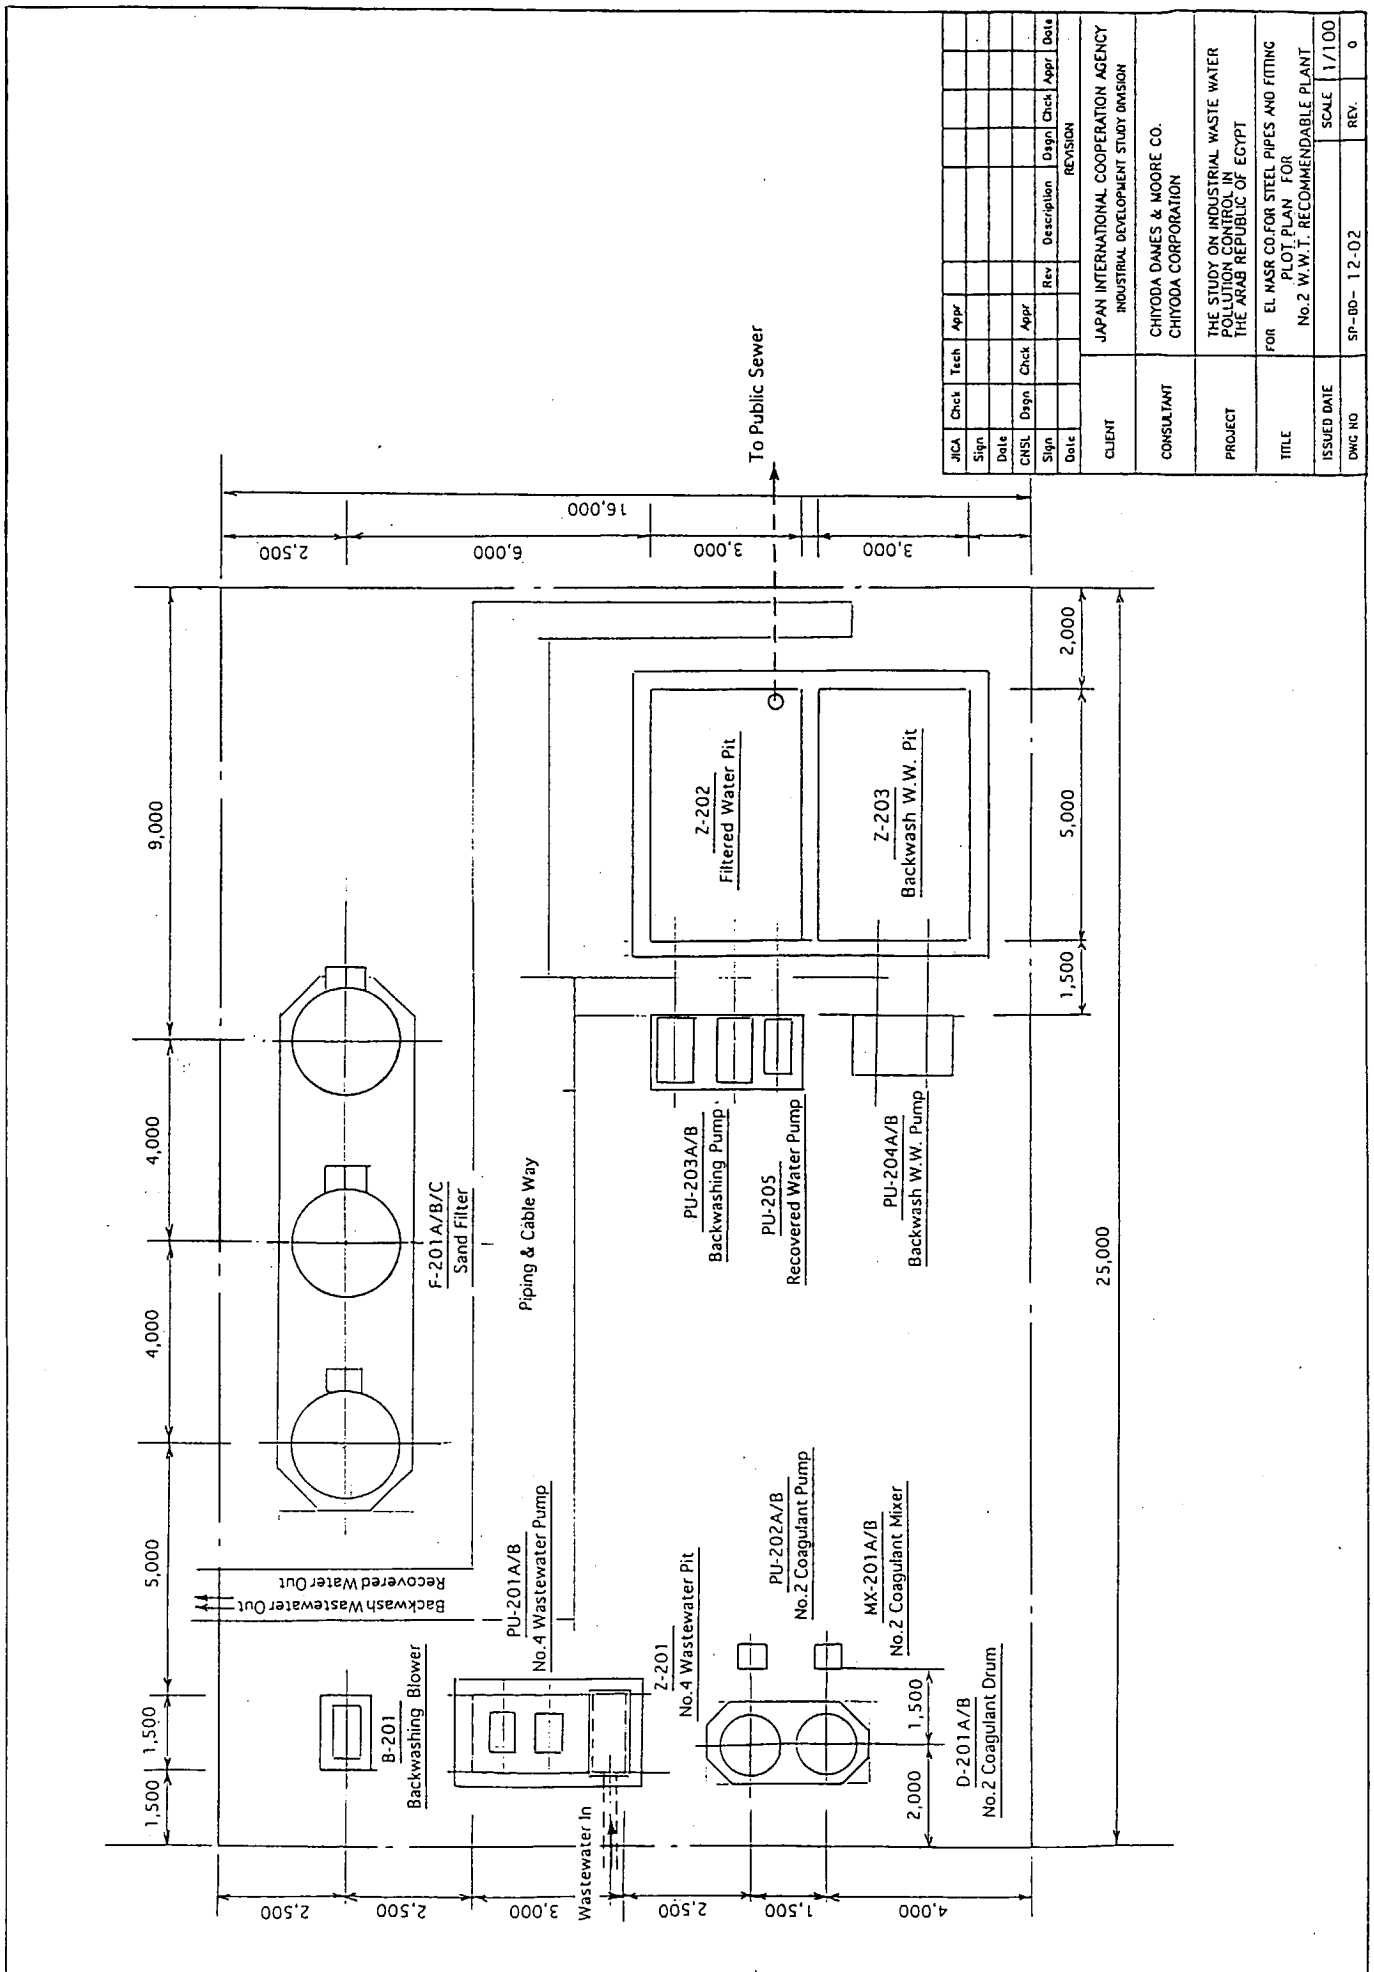 1,500
1,500
5,000
4,000
4,000
9,000
2,500
2,500
3,000
2,500
1,500
4,000
B-201
Backwashing Blower
Backwash Wastewater Out
Recovered Water Out
PU-201A/B
No.4 Wastewater Pump
Z-201
No.4 Wastewater Pit
Wastewater In
PU-202A/B
No.2 Coagulant Pump
MX-201A/B
No.2 Coagulant Mixer
D-201A/B
No.2 Coagulant Drum
2,000
1,500
F-201A/B/C
Sand Filter
Piping & Cable Way
PU-203A/B
Backwashing Pump
PU-205
Recovered Water Pump
PU-204A/B
Backwash W.W. Pump
Z-202
Filtered Water Pit
Z-203
Backwash W.W. Pit
1,500
5,000
2,000
25,000
2,500
6,000
3,000
3,000
16,000
To Public Sewer
JICA Chck Tech Appr
Sign
Date
CNSL Dsgn Chck Appr
Sign Rev Description Dsgn Chck Appr Date
Date REVISION
CLIENT JAPAN INTERNATIONAL COOPERATION AGENCY
INDUSTRIAL DEVELOPMENT STUDY DIVISION
CONSULTANT CHIYODA DAMES & MOORE CO.
CHIYODA CORPORATION
PROJECT THE STUDY ON INDUSTRIAL WASTE WATER
POLLUTION CONTROL IN
THE ARAB REPUBLIC OF EGYPT
TITLE FOR EL NASR CO.FOR STEEL PIPES AND FITTING
PLOT PLAN FOR
No.2 W.W.T. RECOMMENDABLE PLANT
ISSUED DATE SCALE 1/100
DWG NO SP-BD- 12-02 REV. 0